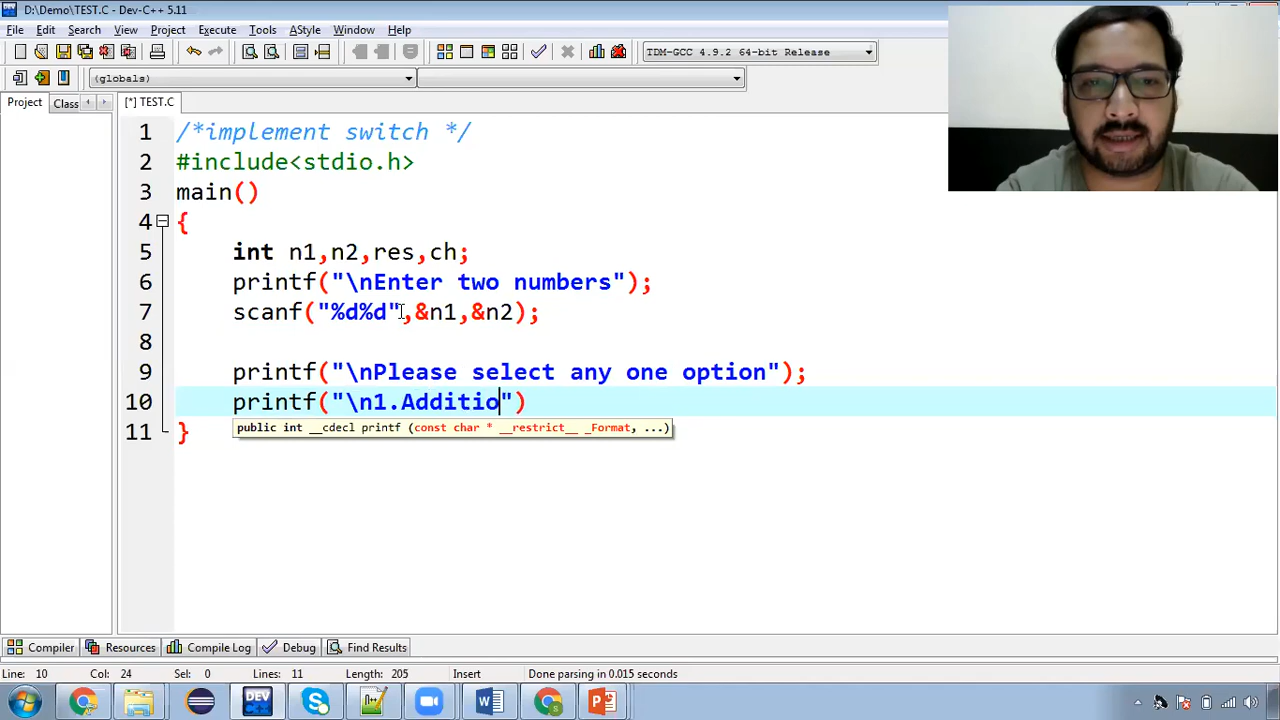 D:\Demo\TEST.C - Dev-C++ 5.11
File Edit Search View Project Execute Tools AStyle Window Help
TDM-GCC 4.9.2 64-bit Release
(globals)
Project Class [*] TEST.C
1 /*implement switch */
2 #include<stdio.h>
3 main()
4 {
5 int n1,n2,res,ch;
6 printf("\nEnter two numbers");
7 scanf("%d%d",&n1,&n2);
8
9 printf("\nPlease select any one option");
10 printf("\n1.Additio")
public int __cdecl printf (const char * __restrict__ _Format, ...)
11 }
Compiler Resources Compile Log Debug Find Results
Line: 10 Col: 24 Sel: 0 Lines: 11 Length: 205 Insert Done parsing in 0.015 seconds
DEV